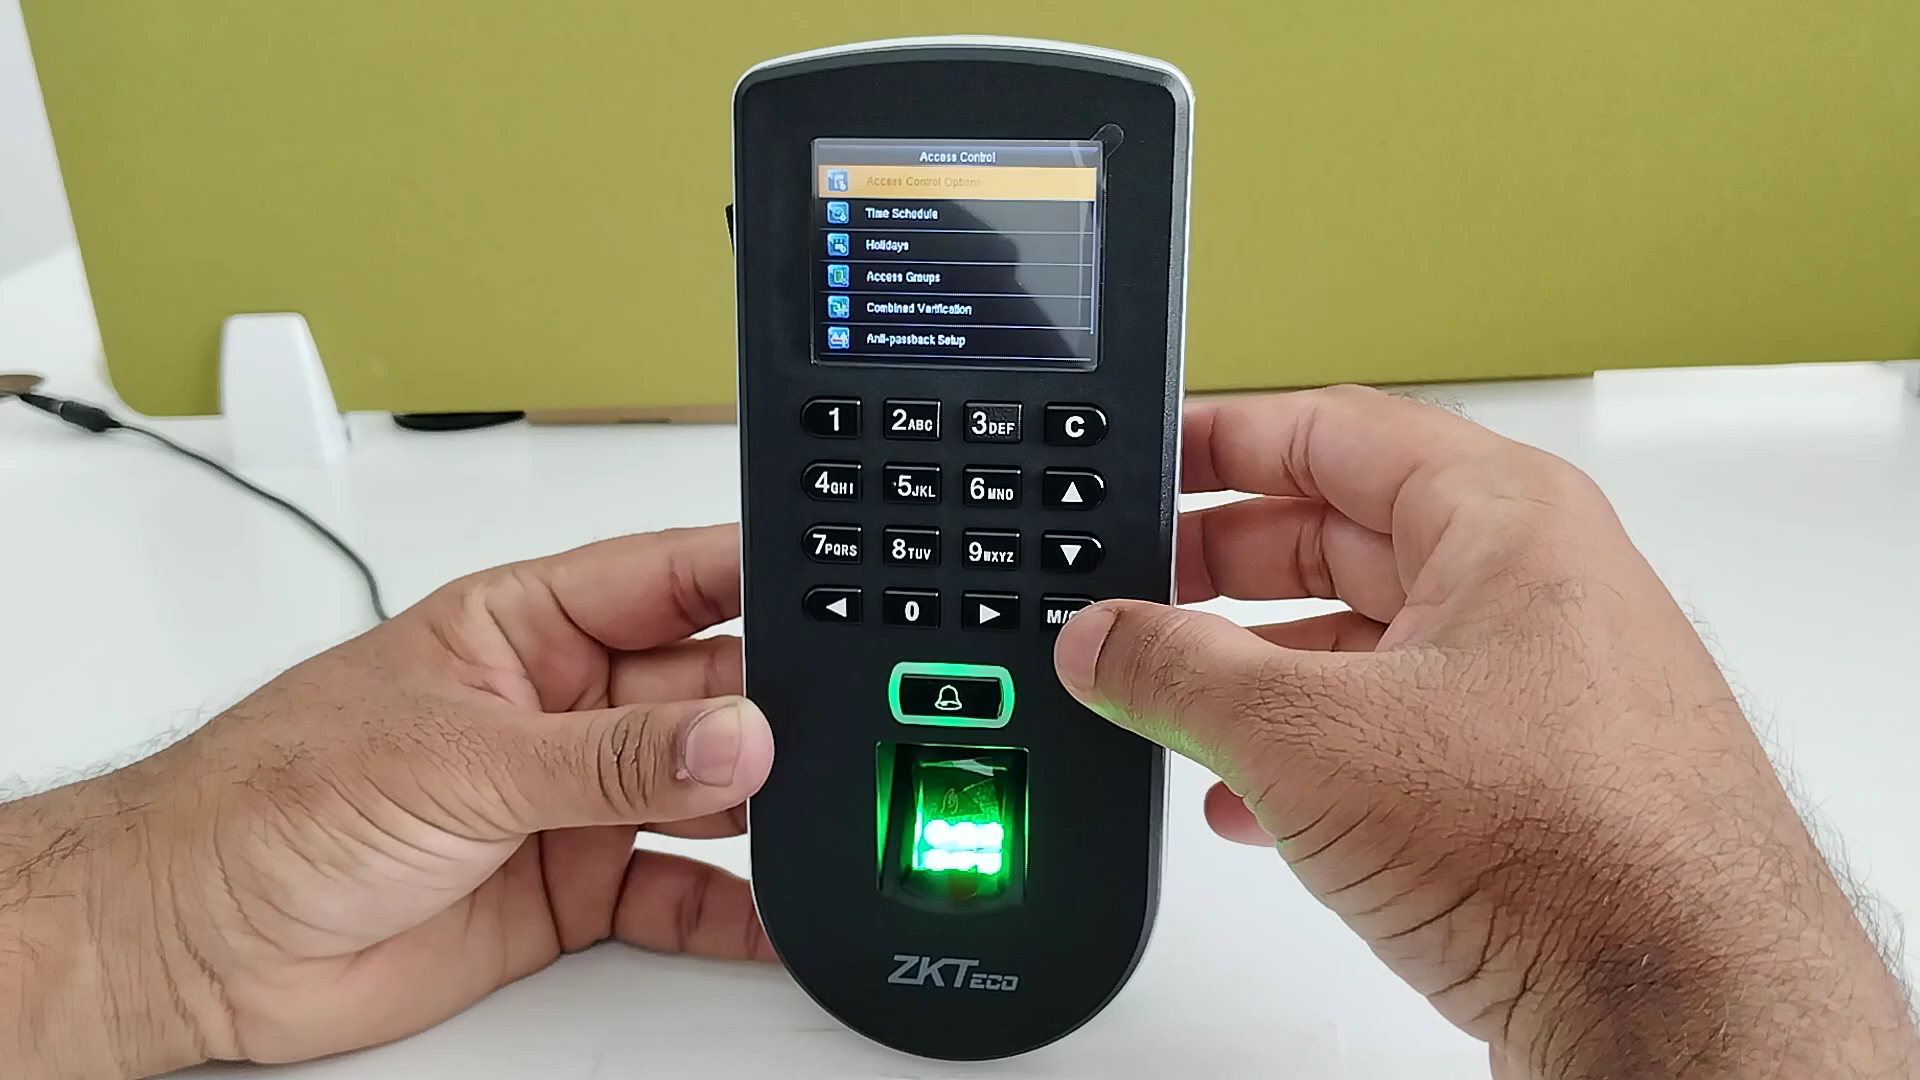 Access Control
Access Control Options
Time Schedule
Holidays
Access Groups
Combined Verification
Anti-passback Setup
1 2ABC 3DEF C
4GHI 5JKL 6MNO ▲
7PQRS 8TUV 9WXYZ ▼
◀ 0 ▶
ZKTECO